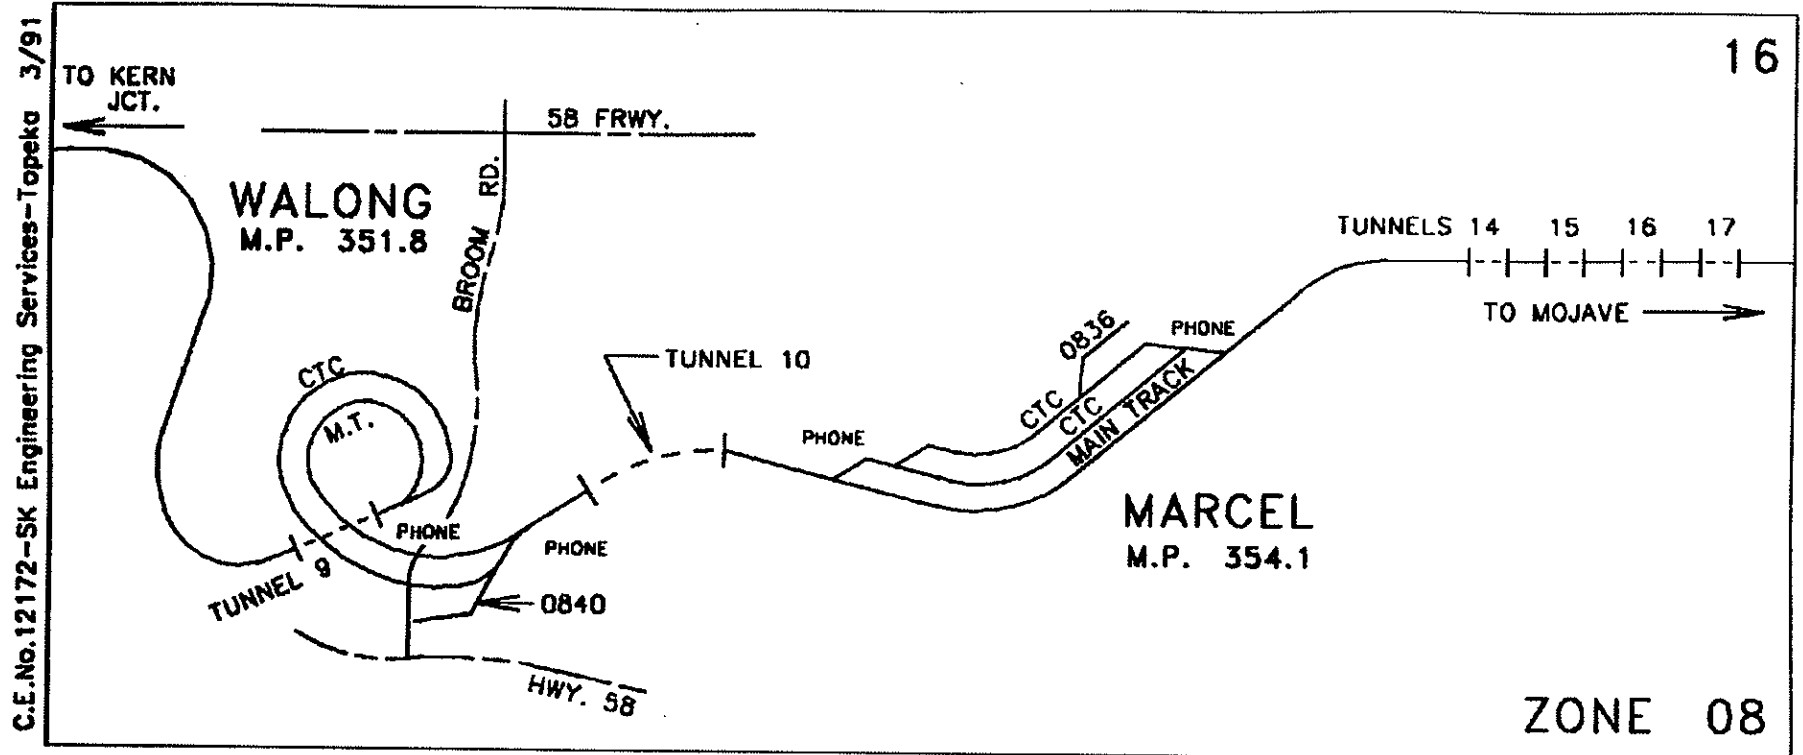 C.E.No.12172-SK Engineering Services-Topeka 3/91
16
TO KERN
JCT.
58 FRWY.
WALONG
M.P. 351.8
BROOM RD.
TUNNELS 14 15 16 17
TO MOJAVE
0836
PHONE
CTC
M.T.
TUNNEL 10
CTC
CTC
MAIN TRACK
PHONE
MARCEL
M.P. 354.1
PHONE
PHONE
TUNNEL 9
0840
HWY. 58
ZONE 08